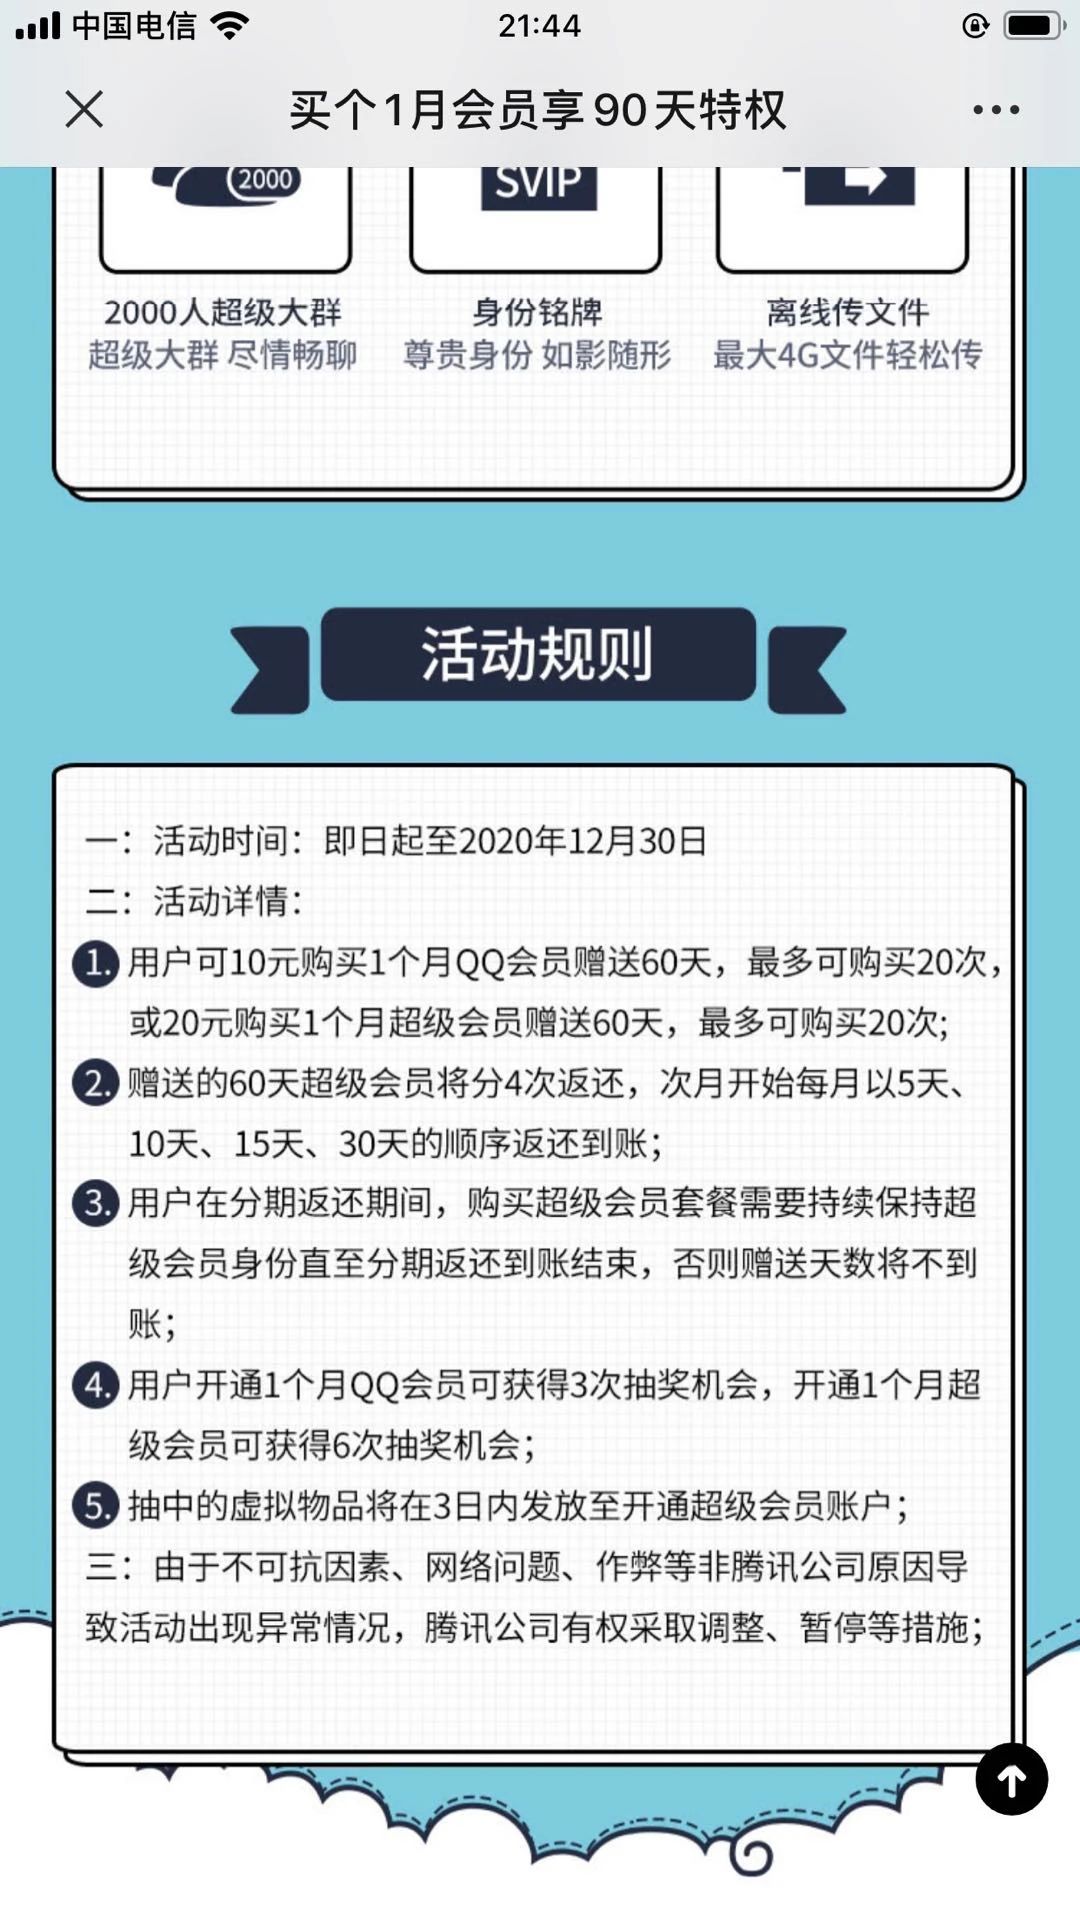 中国电信
21:44
买个1月会员享90天特权
2000
SVIP
2000人超级大群
超级大群 尽情畅聊
身份铭牌
尊贵身份 如影随形
离线传文件
最大4G文件轻松传
活动规则
一：活动时间：即日起至2020年12月30日
二：活动详情：
1. 用户可10元购买1个月QQ会员赠送60天，最多可购买20次，
或20元购买1个月超级会员赠送60天，最多可购买20次;
2. 赠送的60天超级会员将分4次返还，次月开始每月以5天、
10天、15天、30天的顺序返还到账；
3. 用户在分期返还期间，购买超级会员套餐需要持续保持超
级会员身份直至分期返还到账结束，否则赠送天数将不到
账；
4. 用户开通1个月QQ会员可获得3次抽奖机会，开通1个月超
级会员可获得6次抽奖机会；
5. 抽中的虚拟物品将在3日内发放至开通超级会员账户；
三：由于不可抗因素、网络问题、作弊等非腾讯公司原因导
致活动出现异常情况，腾讯公司有权采取调整、暂停等措施；